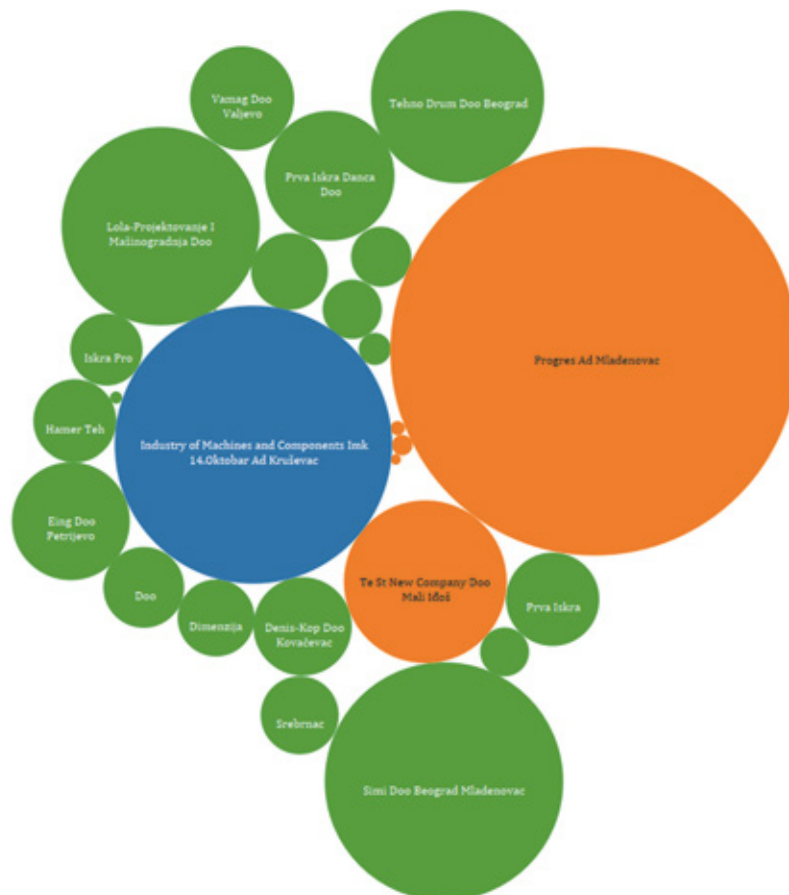 Tehno Drum Doo Beograd
Vamag Doo
Valjevo
Prva Iskra Danca
Doo
Lola-Projektovanje I
Mašinogradnja Doo
Iskra Pro
Progres Ad Mladenovac
Hamer Teh
Industry of Machines and Components Imk
14.Oktobar Ad Kruševac
Eing Doo
Petrijevo
Doo
Te St New Company Doo
Mali Iđoš
Prva Iskra
Dimenzija
Denis-Kop Doo
Kovačevac
Srebrnac
Simi Doo Beograd Mladenovac